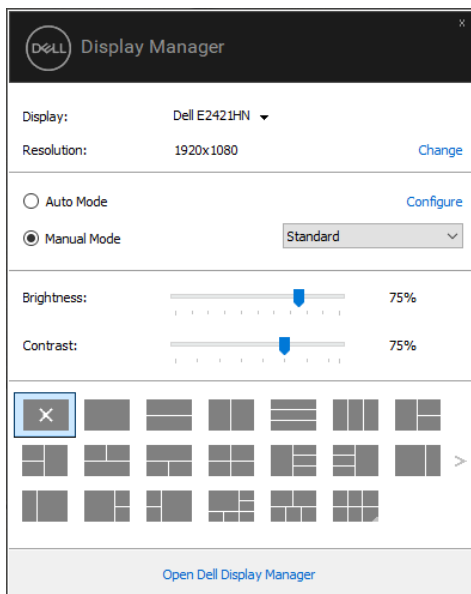 x
DELL Display Manager
Display: Dell E2421HN
Resolution: 1920x1080 Change
Auto Mode Configure
Manual Mode Standard
Brightness: 75%
Contrast: 75%
Open Dell Display Manager